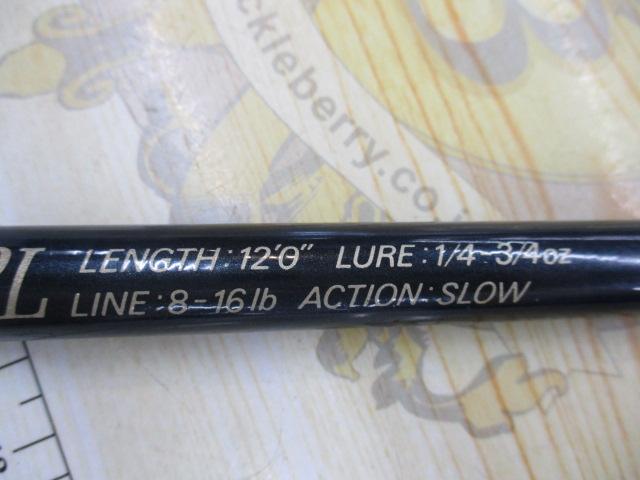 ckleberry.co.
LENGTH:12'0" LURE:1/4-3/4oz
LINE:8-16lb ACTION:SLOW